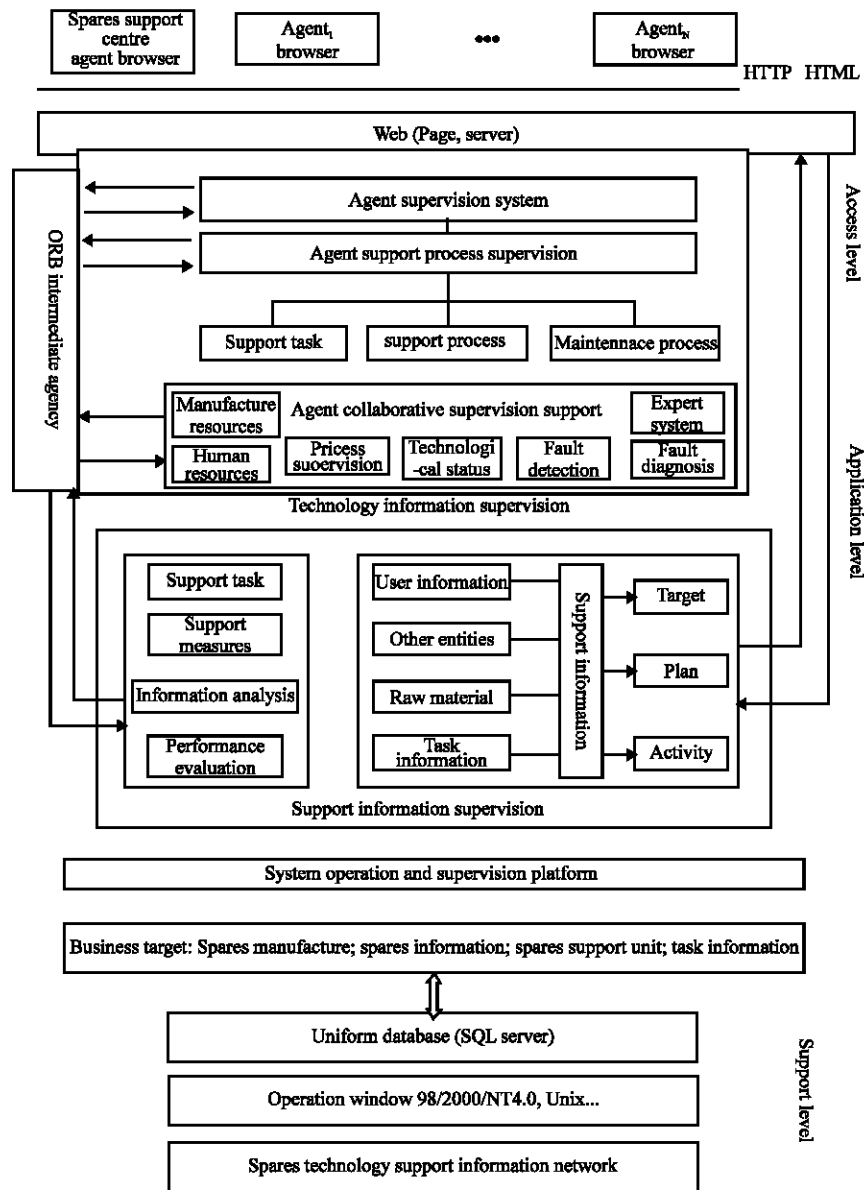 Spares support
centre
agent browser
Agent1
browser
•••
AgentN
browser
HTTP HTML
Web (Page, server)
Access level
ORB intermediate agency
Agent supervision system
Agent support process supervision
Support task
support process
Maintennace process
Manufacture
resources
Agent collaborative supervision support
Expert
system
Human
resources
Pricess
suoervision
Technologi
-cal status
Fault
detection
Fault
diagnosis
Technology information supervision
Application level
Support task
Support
measures
Information analysis
Performance
evaluation
User information
Other entities
Raw material
Task
information
Support information
Target
Plan
Activity
Support information supervision
System operation and supervision platform
Business target: Spares manufacture; spares information; spares support unit; task information
Uniform database (SQL server)
Operation window 98/2000/NT4.0, Unix...
Spares technology support information network
Support level